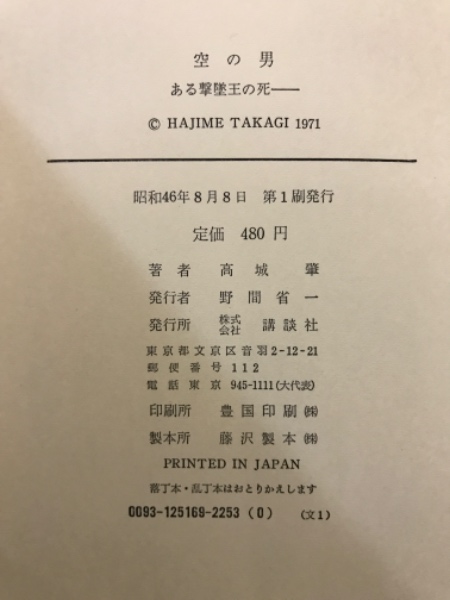 空の男
ある撃墜王の死——
© HAJIME TAKAGI 1971
昭和46年8月8日 第1刷発行
定価 480円
著者 高城肇
発行者 野間省一
発行所 株式会社 講談社
東京都文京区音羽2-12-21
郵便番号 112
電話東京 945-1111(大代表)
印刷所 豊国印刷㈱
製本所 藤沢製本㈱
PRINTED IN JAPAN
落丁本・乱丁本はおとりかえします
0093-125169-2253 (0) (文1)